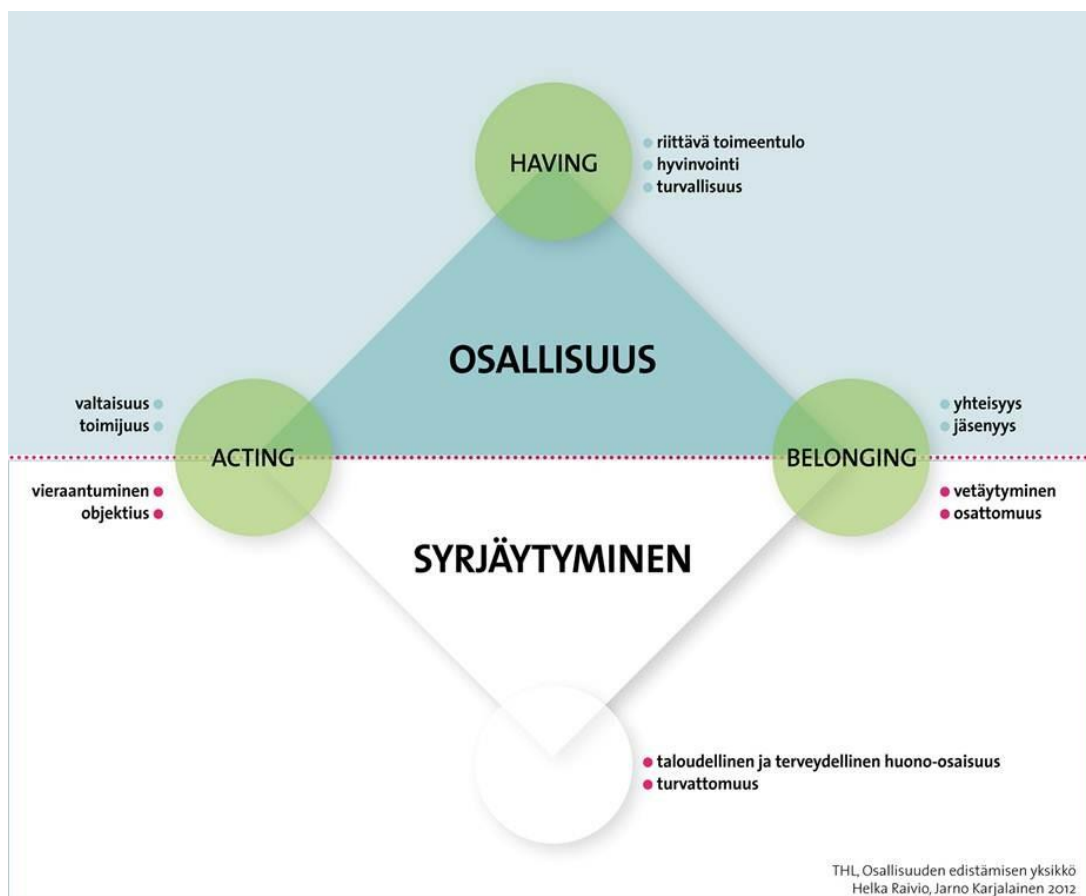 HAVING
riittävä toimeentulo
hyvinvointi
turvallisuus
OSALLISUUS
valtaisuus
toimijuus
yhteisyys
jäsenyys
ACTING
BELONGING
vieraantuminen
objektius
vetäytyminen
osattomuus
SYRJÄYTYMINEN
taloudellinen ja terveydellinen huono-osaisuus
turvattomuus
THL, Osallisuuden edistämisen yksikkö
Helka Raivio, Jarno Karjalainen 2012